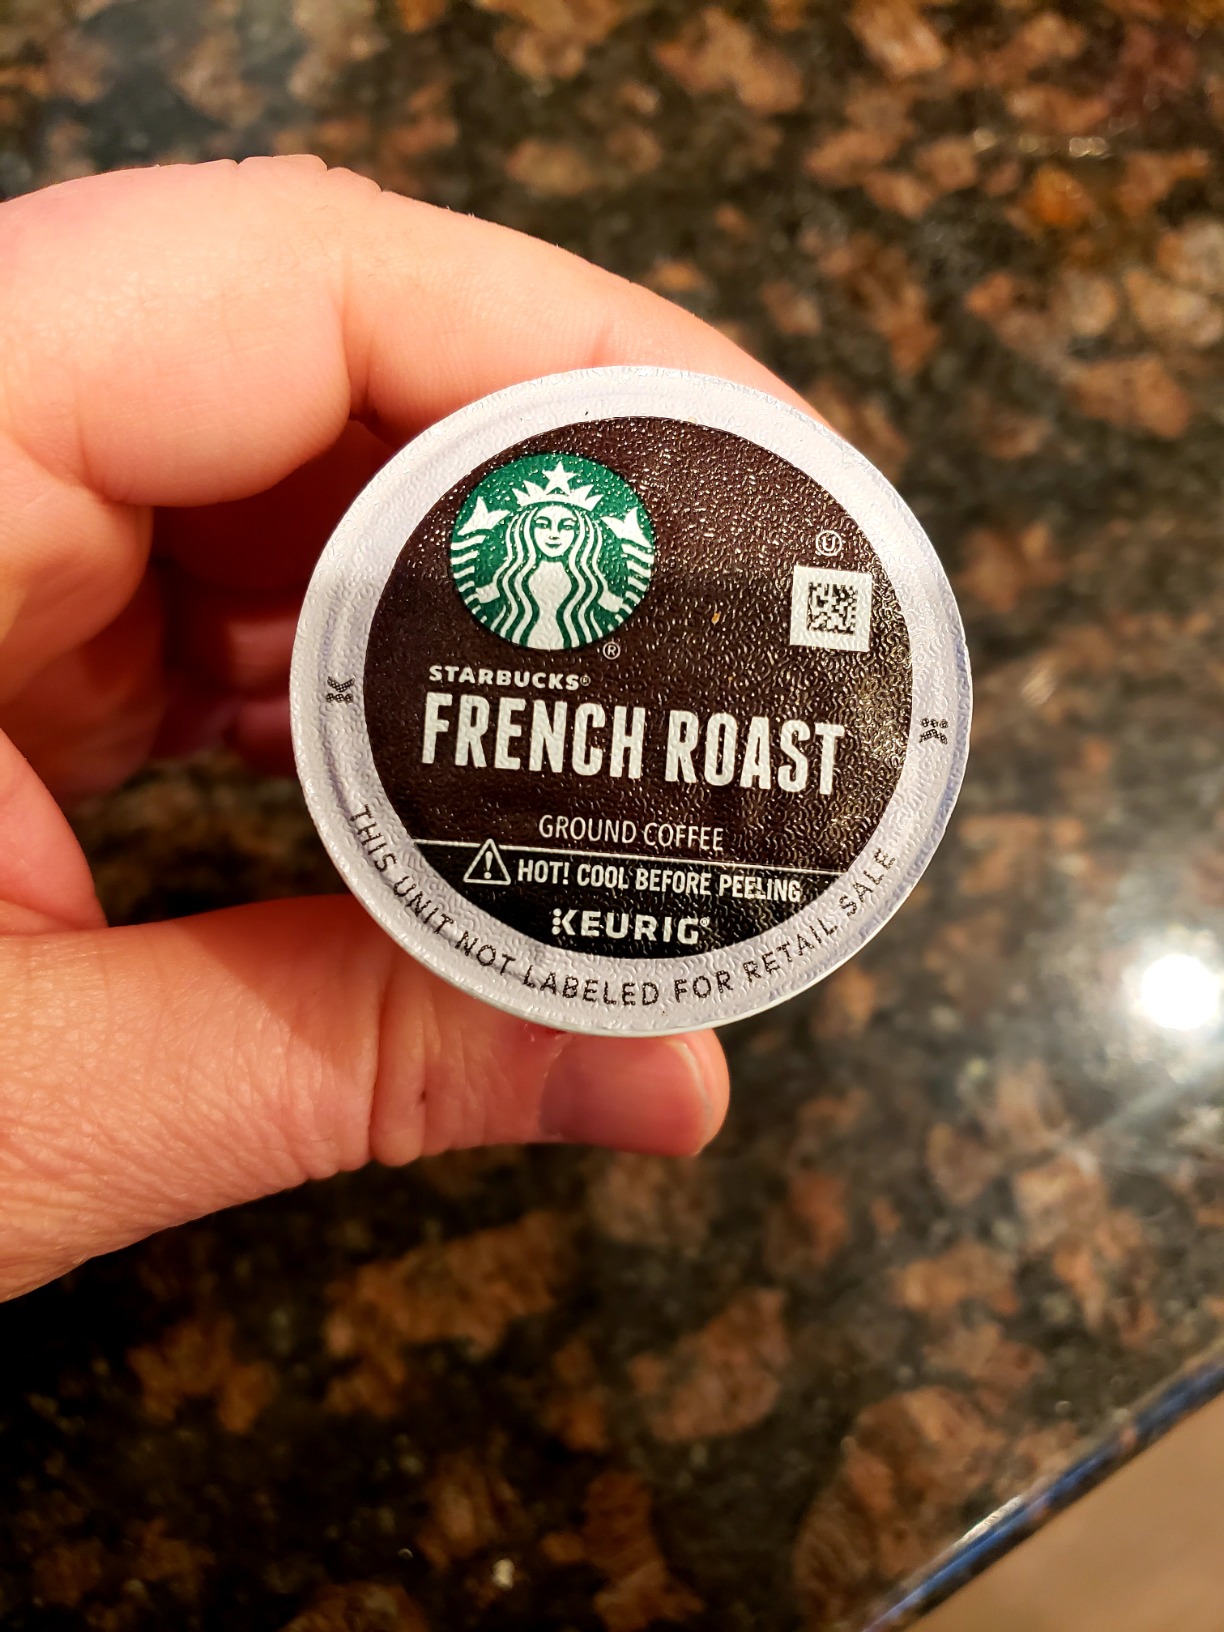 Ⓤ
®
STARBUCKS®
FRENCH ROAST
GROUND COFFEE
HOT! COOL BEFORE PEELING
KEURIG®
THIS UNIT NOT LABELED FOR RETAIL SALE